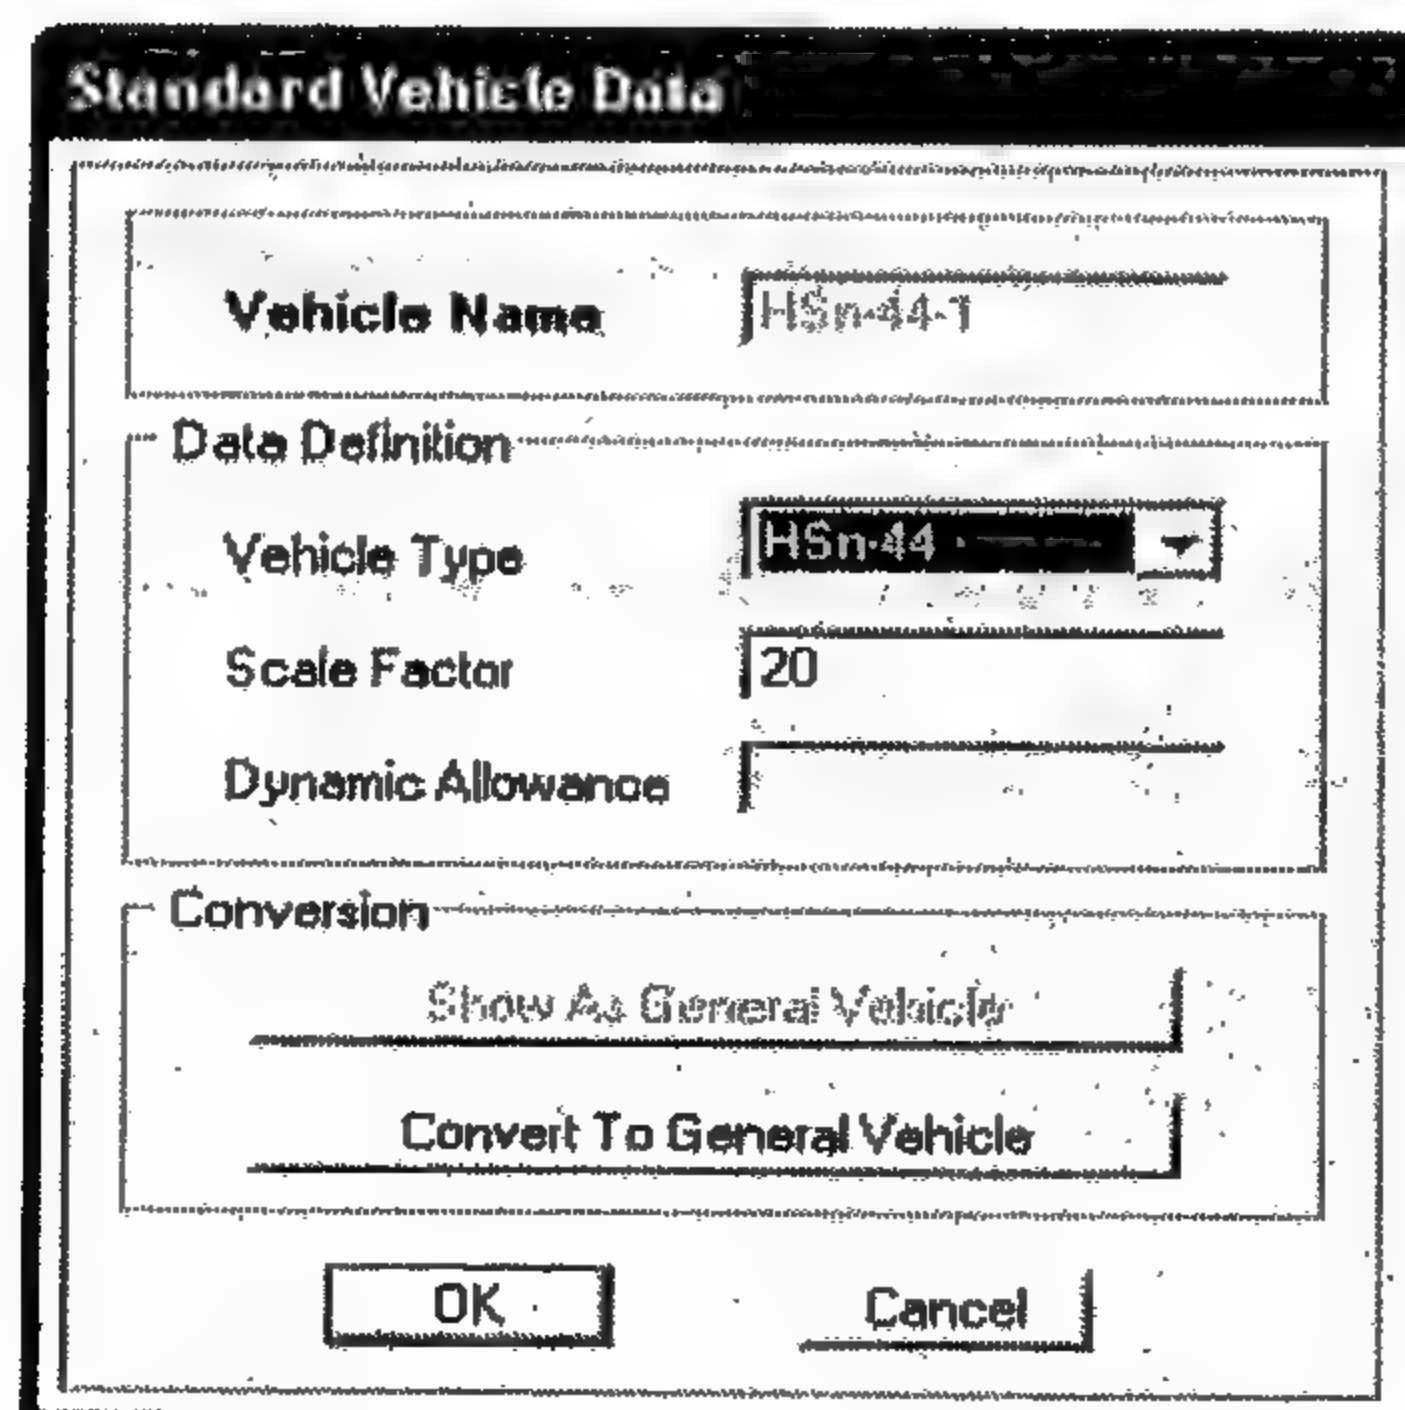 Standard Vehicle Data
Vehicle Name HSn-44-1
Data Definition
Vehicle Type HSn-44
Scale Factor 20
Dynamic Allowance
Conversion
Show As General Vehicle
Convert To General Vehicle
OK Cancel